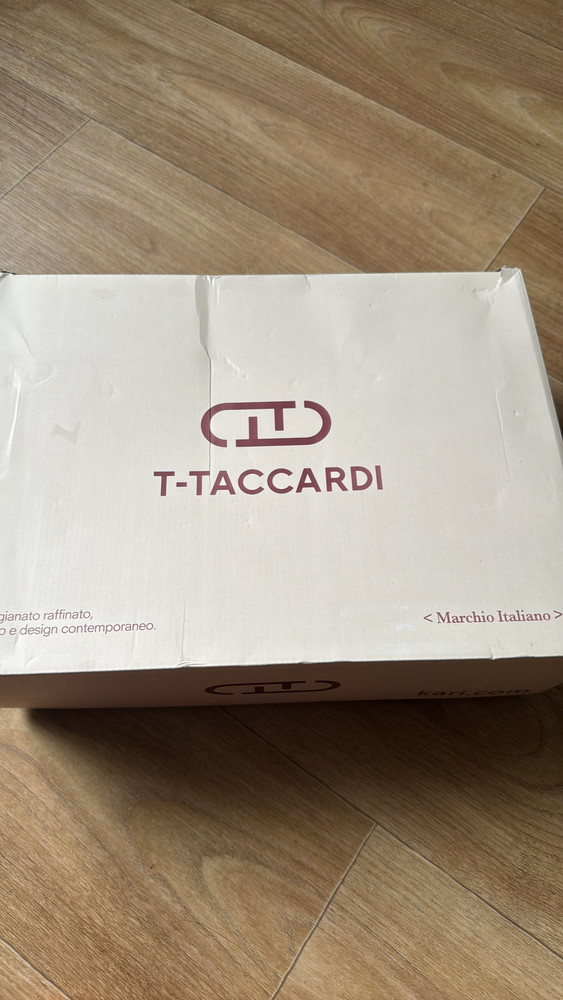 T-TACCARDI
gianato raffinato,
o e design contemporaneo.
< Marchio Italiano >
kari.com